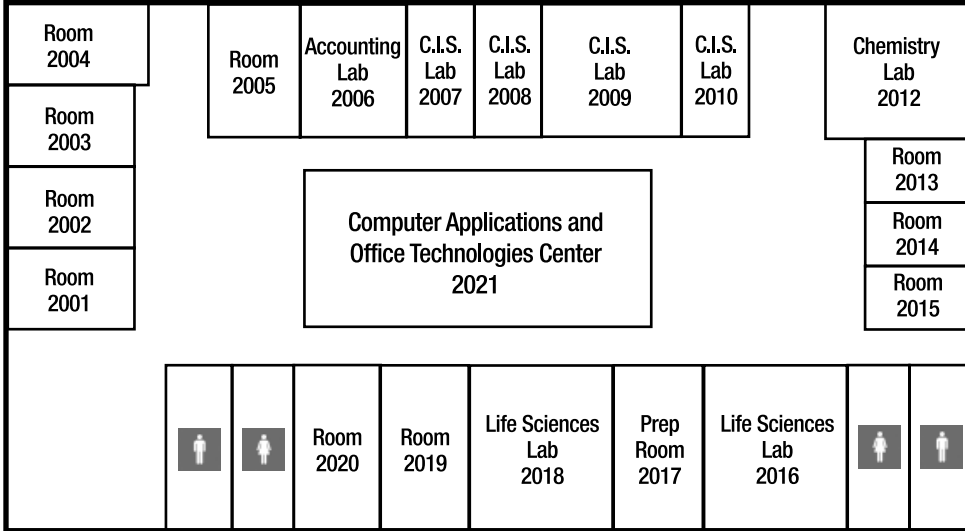 Room
2004
Room
2003
Room
2002
Room
2001
Room
2005
Accounting
Lab
2006
C.I.S.
Lab
2007
C.I.S.
Lab
2008
C.I.S.
Lab
2009
C.I.S.
Lab
2010
Chemistry
Lab
2012
Room
2013
Room
2014
Room
2015
Computer Applications and
Office Technologies Center
2021
Room
2020
Room
2019
Life Sciences
Lab
2018
Prep
Room
2017
Life Sciences
Lab
2016